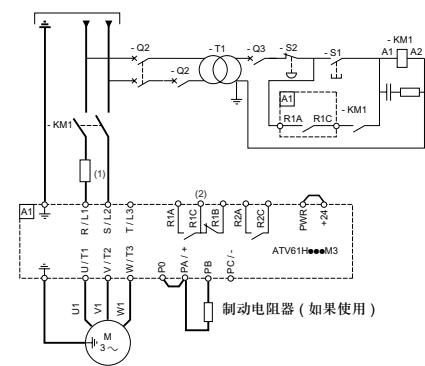 - Q2
- T1
- Q3
- S2
- S1
- KM1
A1
A2
- Q2
A1
R1A
R1C
- KM1
- KM1
(1)
(2)
A1
R / L1
S / L2
T / L3
R1A
R1C
R1B
R2A
R2C
PWR
+24
ATV61H●●●M3
U / T1
V / T2
W / T3
P0
PA / +
PB
PC / -
U1
V1
W1
M
3 ~
制动电阻器 ( 如果使用 )